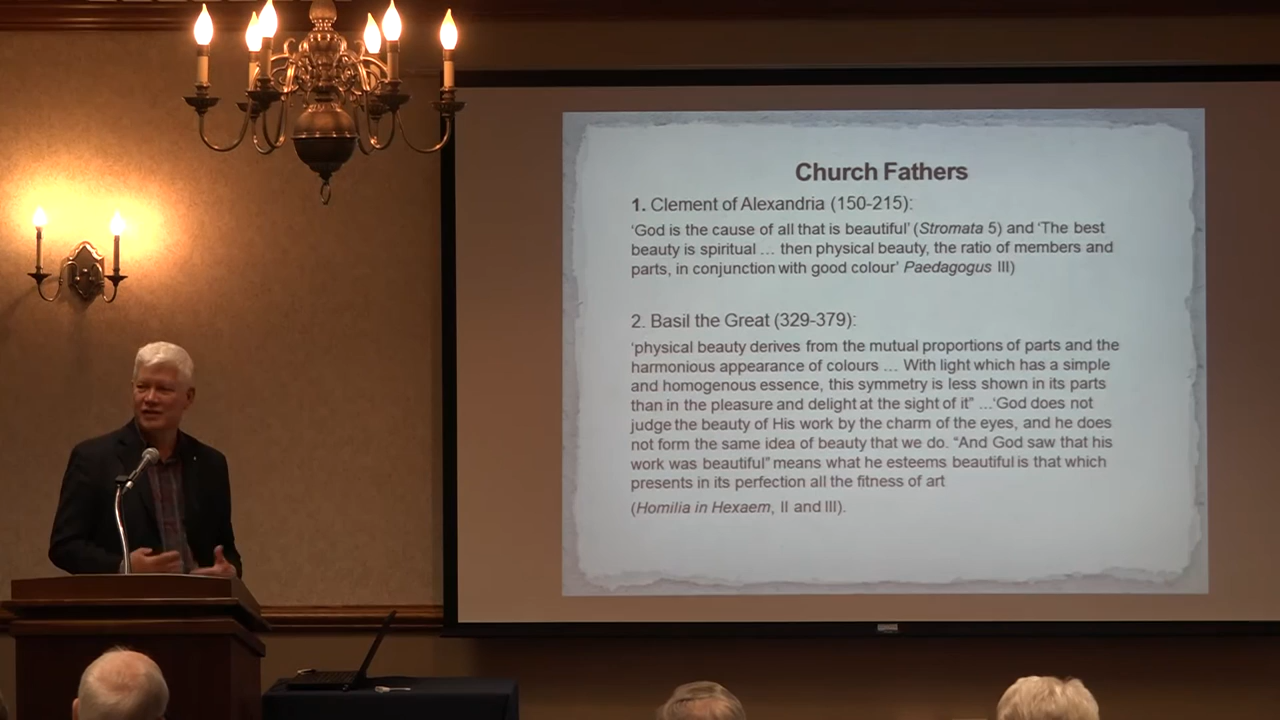 Church Fathers
1. Clement of Alexandria (150-215):
‘God is the cause of all that is beautiful’ (Stromata 5) and ‘The best
beauty is spiritual … then physical beauty, the ratio of members and
parts, in conjunction with good colour’ Paedagogus III)
2. Basil the Great (329-379):
‘physical beauty derives from the mutual proportions of parts and the
harmonious appearance of colours … With light which has a simple
and homogenous essence, this symmetry is less shown in its parts
than in the pleasure and delight at the sight of it” …‘God does not
judge the beauty of His work by the charm of the eyes, and he does
not form the same idea of beauty that we do. “And God saw that his
work was beautiful” means what he esteems beautiful is that which
presents in its perfection all the fitness of art
(Homilia in Hexaem, II and III).